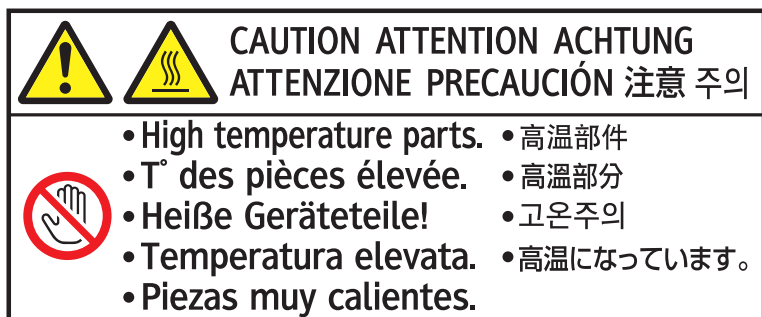 CAUTION ATTENTION ACHTUNG
ATTENZIONE PRECAUCIÓN 注意 주의
•High temperature parts.
•T° des pièces élevée.
•Heiße Geräteteile!
•Temperatura elevata.
•Piezas muy calientes.
•高温部件
•高溫部分
•고온주의
•高温になっています。